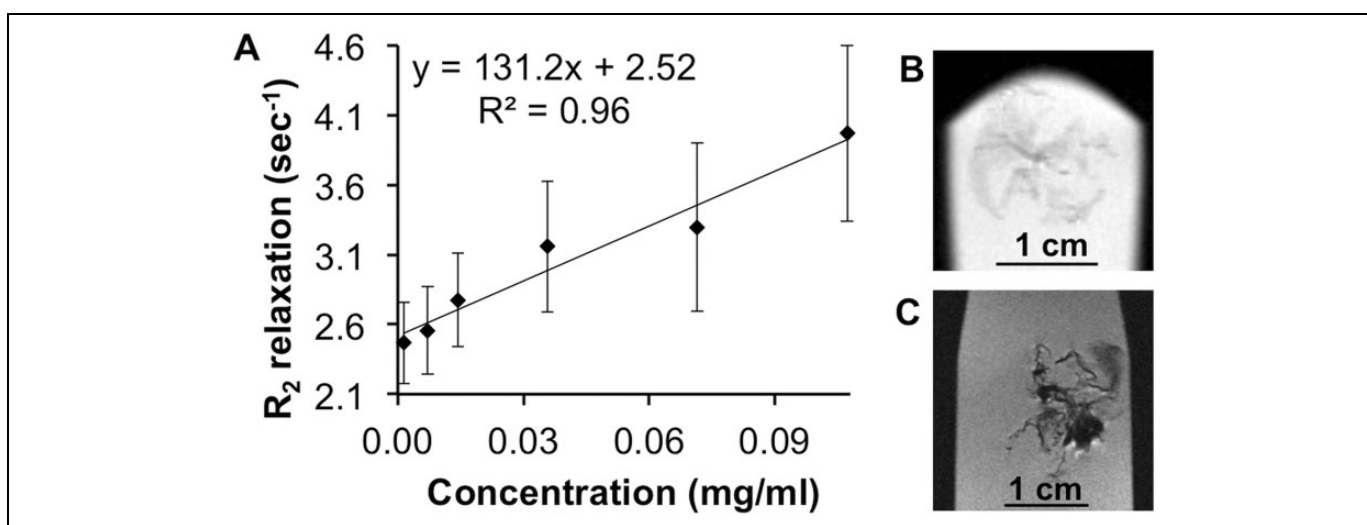 A
y = 131.2x + 2.52
R² = 0.96
R₂ relaxation (sec⁻¹)
4.6
4.1
3.6
3.1
2.6
2.1
0.00 0.03 0.06 0.09
Concentration (mg/ml)
B
1 cm
C
1 cm